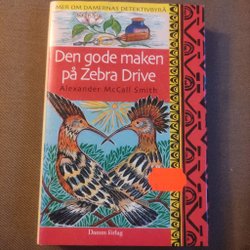 MER OM DAMERNAS DETEKTIVBYRÅ
Den gode maken
på Zebra Drive
Alexander McCall Smith
Damm förlag